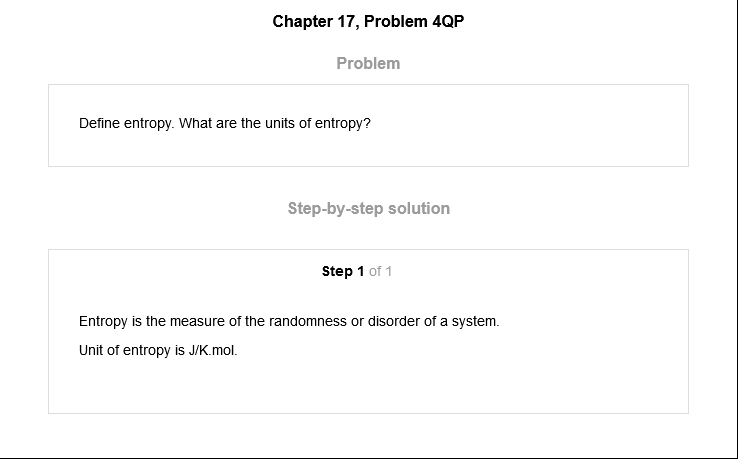 Chapter 17, Problem 4QP
Problem
Define entropy. What are the units of entropy?
Step-by-step solution
Step 1 of 1
Entropy is the measure of the randomness or disorder of a system.
Unit of entropy is J/K.mol.